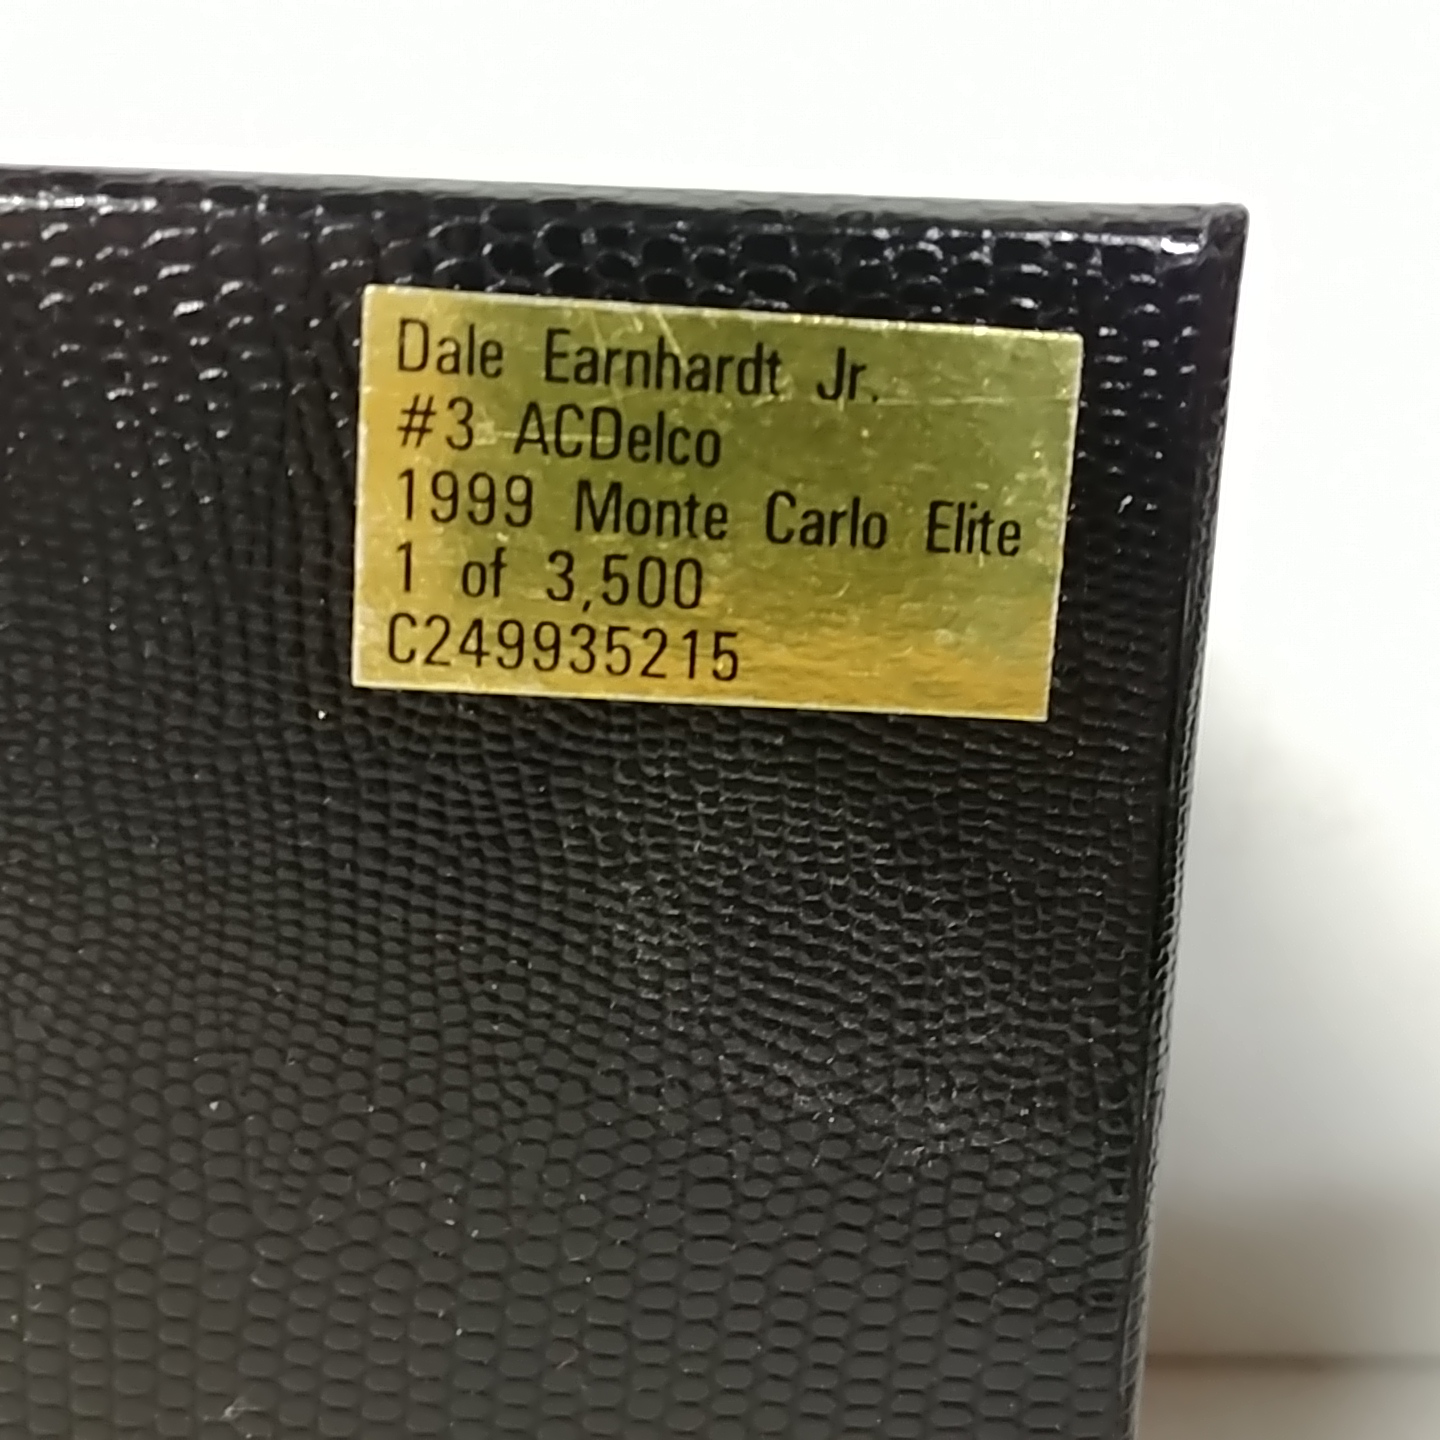 Dale Earnhardt Jr.
#3 ACDelco
1999 Monte Carlo Elite
1 of 3,500
C249935215